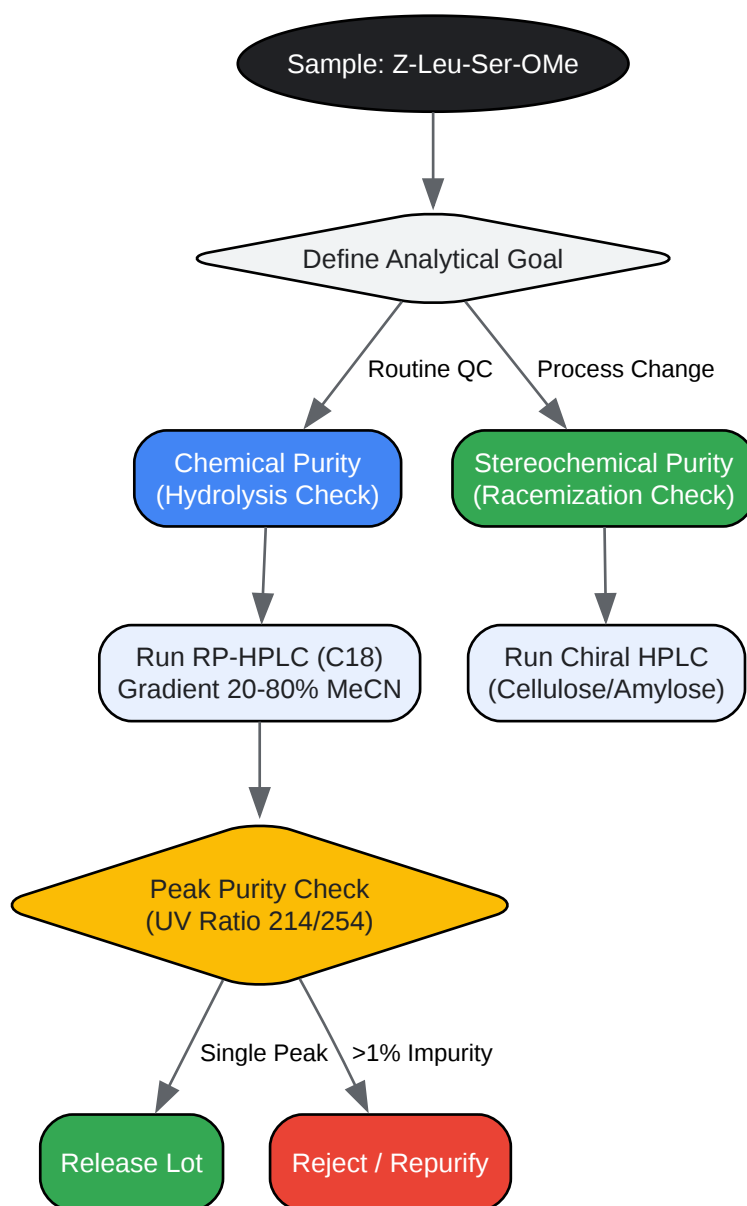 Sample: Z-Leu-Ser-OMe
Define Analytical Goal
Routine QC
Process Change
Chemical Purity
(Hydrolysis Check)
Stereochemical Purity
(Racemization Check)
Run RP-HPLC (C18)
Gradient 20-80% MeCN
Run Chiral HPLC
(Cellulose/Amylose)
Peak Purity Check
(UV Ratio 214/254)
Single Peak
>1% Impurity
Release Lot
Reject / Repurify